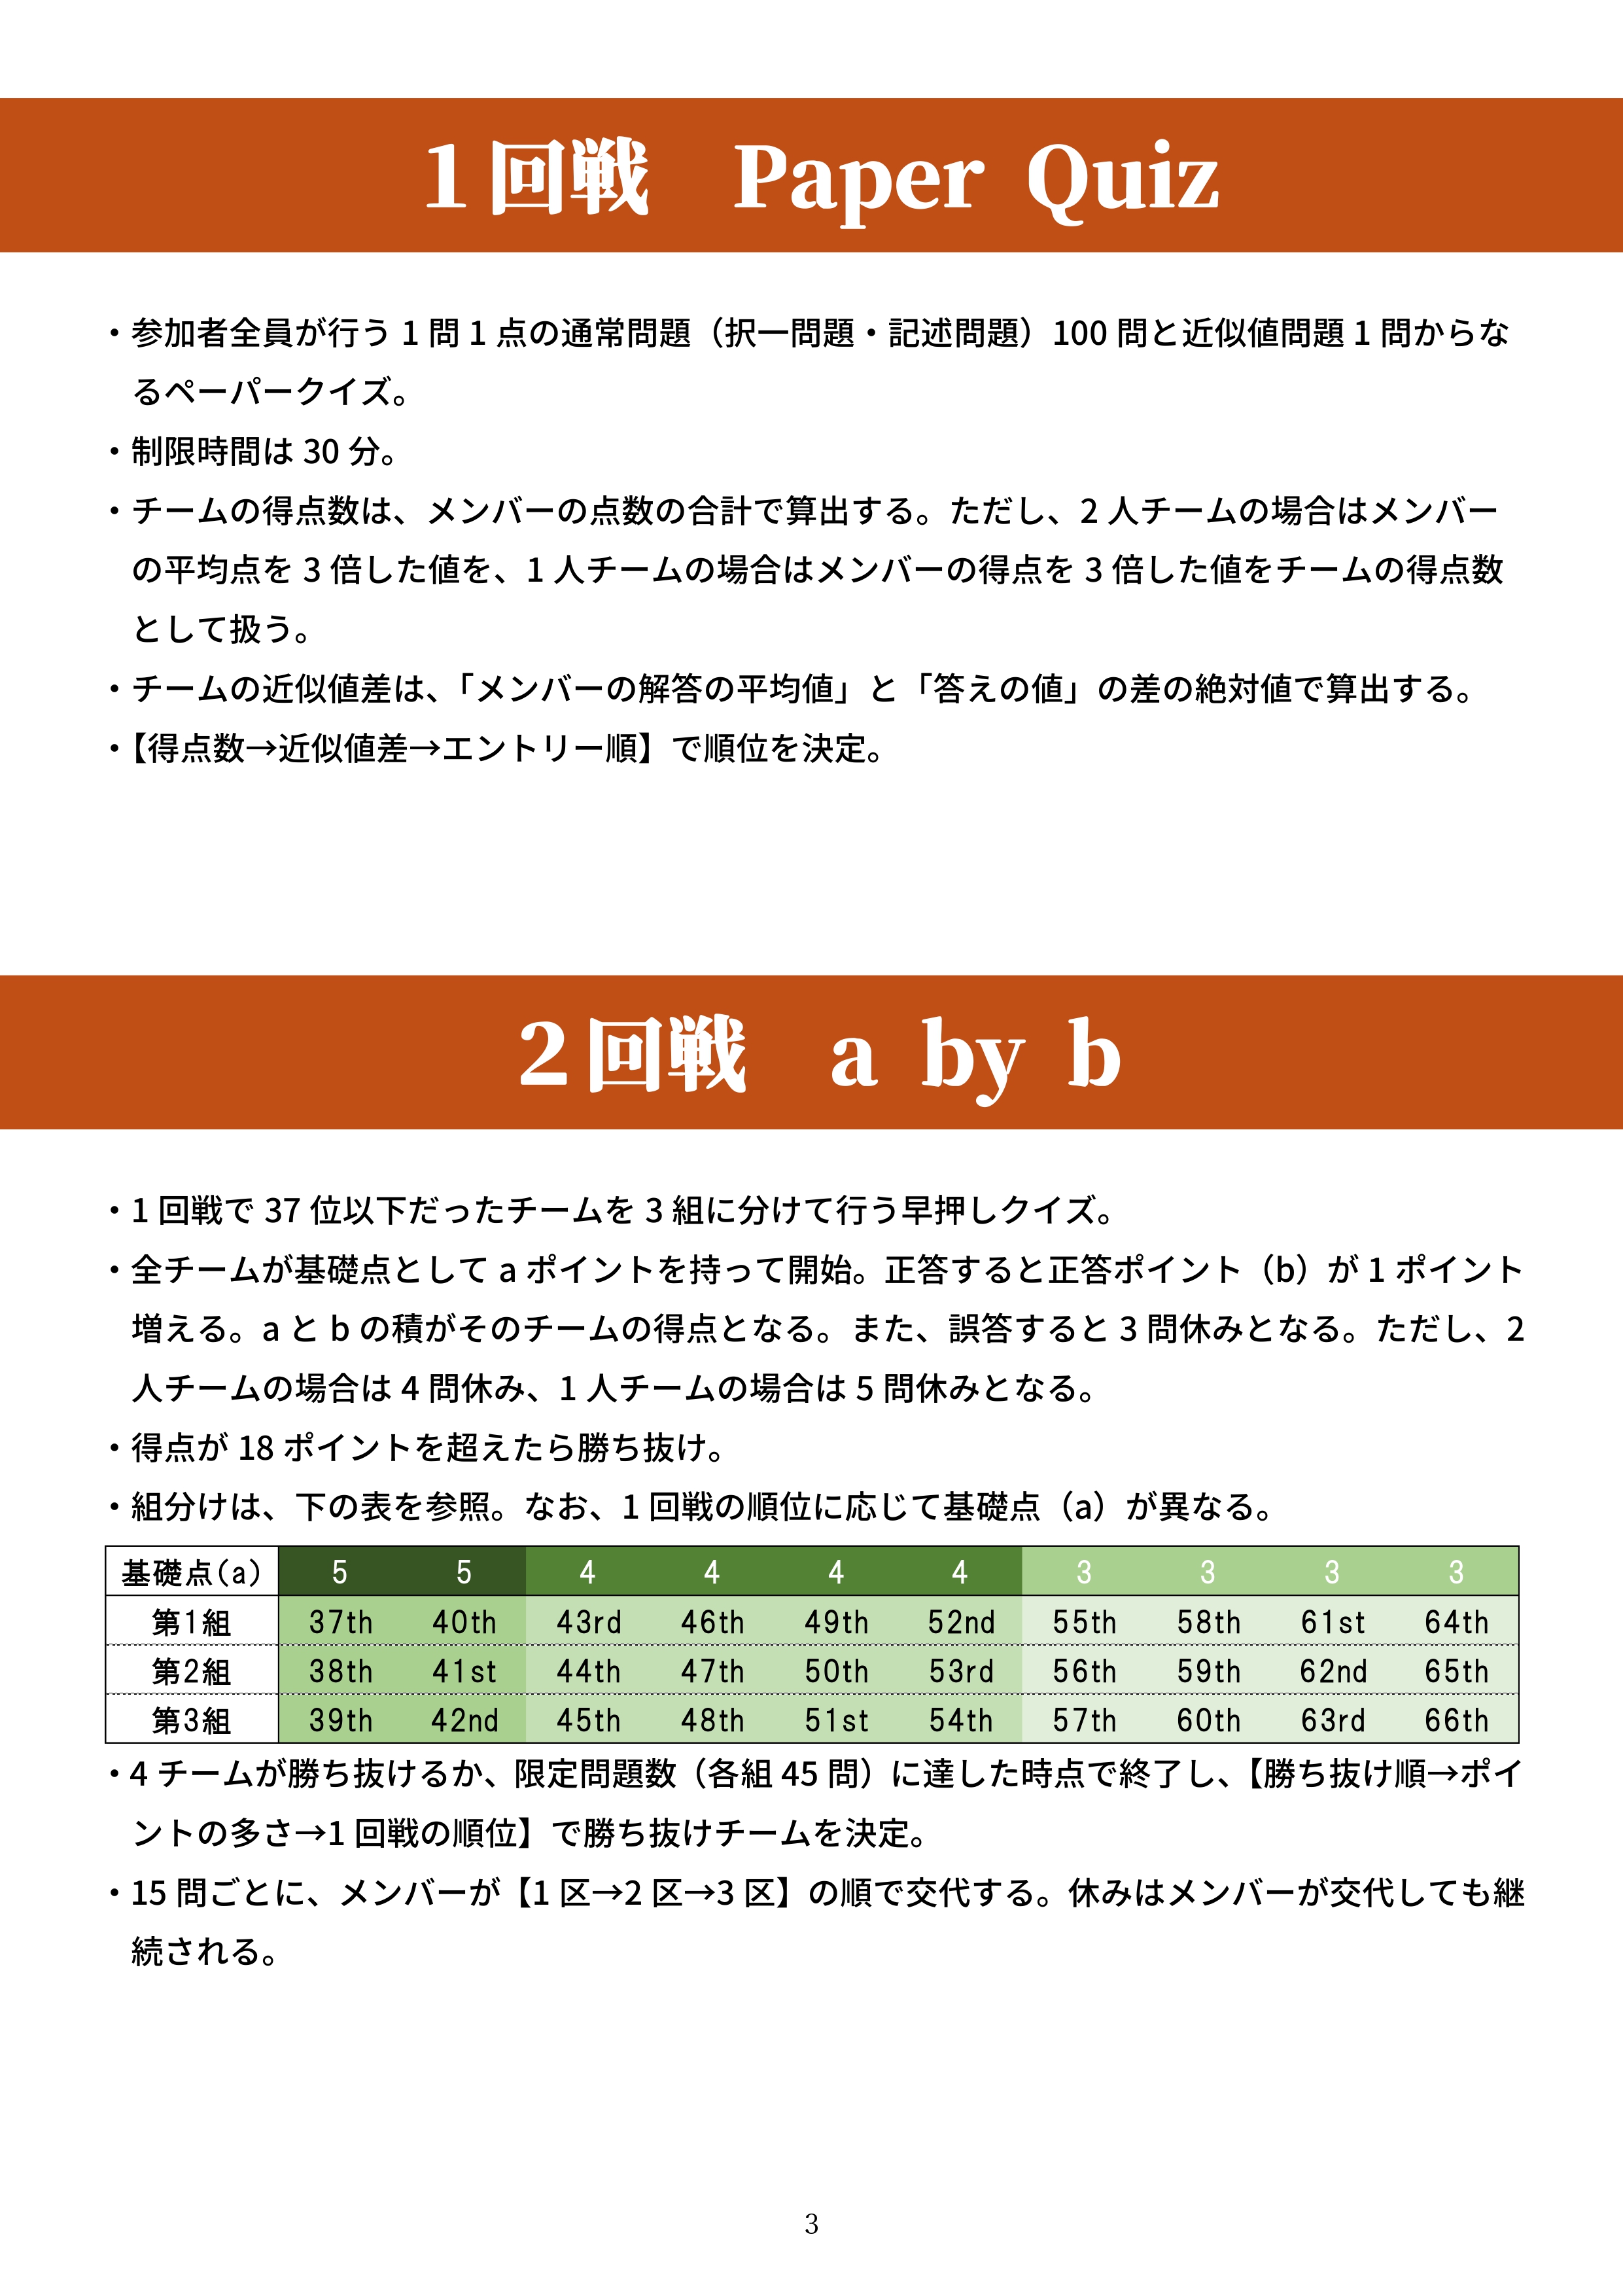 1回戦 Paper Quiz
・参加者全員が行う 1 問 1 点の通常問題（択一問題・記述問題）100 問と近似値問題 1 問からな
るペーパークイズ。
・制限時間は 30 分。
・チームの得点数は、メンバーの点数の合計で算出する。ただし、2 人チームの場合はメンバー
の平均点を 3 倍した値を、1 人チームの場合はメンバーの得点を 3 倍した値をチームの得点数
として扱う。
・チームの近似値差は、「メンバーの解答の平均値」と「答えの値」の差の絶対値で算出する。
・【得点数→近似値差→エントリー順】で順位を決定。
2回戦 a by b
・1 回戦で 37 位以下だったチームを 3 組に分けて行う早押しクイズ。
・全チームが基礎点として a ポイントを持って開始。正答すると正答ポイント（b）が 1 ポイント
増える。a と b の積がそのチームの得点となる。また、誤答すると 3 問休みとなる。ただし、2
人チームの場合は 4 問休み、1 人チームの場合は 5 問休みとなる。
・得点が 18 ポイントを超えたら勝ち抜け。
・組分けは、下の表を参照。なお、1 回戦の順位に応じて基礎点（a）が異なる。
基礎点(a) 5 5 4 4 4 4 3 3 3 3
第1組 37th 40th 43rd 46th 49th 52nd 55th 58th 61st 64th
第2組 38th 41st 44th 47th 50th 53rd 56th 59th 62nd 65th
第3組 39th 42nd 45th 48th 51st 54th 57th 60th 63rd 66th
・4 チームが勝ち抜けるか、限定問題数（各組 45 問）に達した時点で終了し、【勝ち抜け順→ポイ
ントの多さ→1 回戦の順位】で勝ち抜けチームを決定。
・15 問ごとに、メンバーが【1 区→2 区→3 区】の順で交代する。休みはメンバーが交代しても継
続される。
3